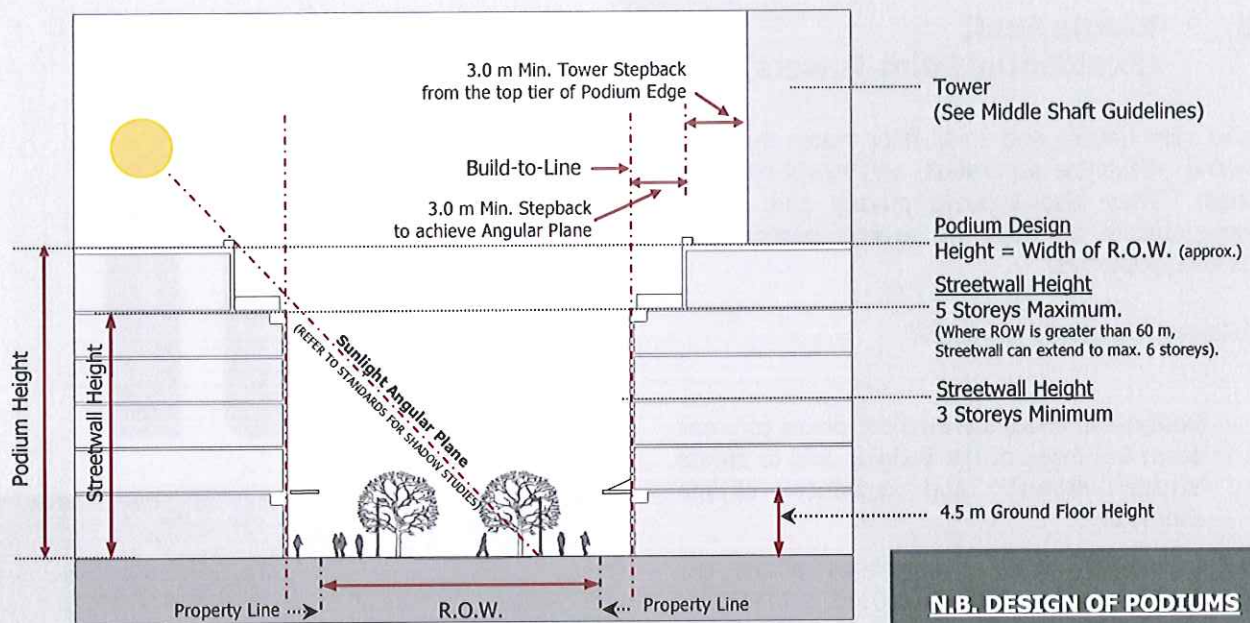 3.0 m Min. Tower Stepback
from the top tier of Podium Edge
Tower
(See Middle Shaft Guidelines)
Build-to-Line
3.0 m Min. Stepback
to achieve Angular Plane
Podium Design
Height = Width of R.O.W. (approx.)
Streetwall Height
5 Storeys Maximum.
(Where ROW is greater than 60 m,
Streetwall can extend to max. 6 storeys).
Podium Height
Streetwall Height
Sunlight Angular Plane
(REFER TO STANDARDS FOR SHADOW STUDIES)
Streetwall Height
3 Storeys Minimum
4.5 m Ground Floor Height
Property Line
R.O.W.
Property Line
N.B. DESIGN OF PODIUMS